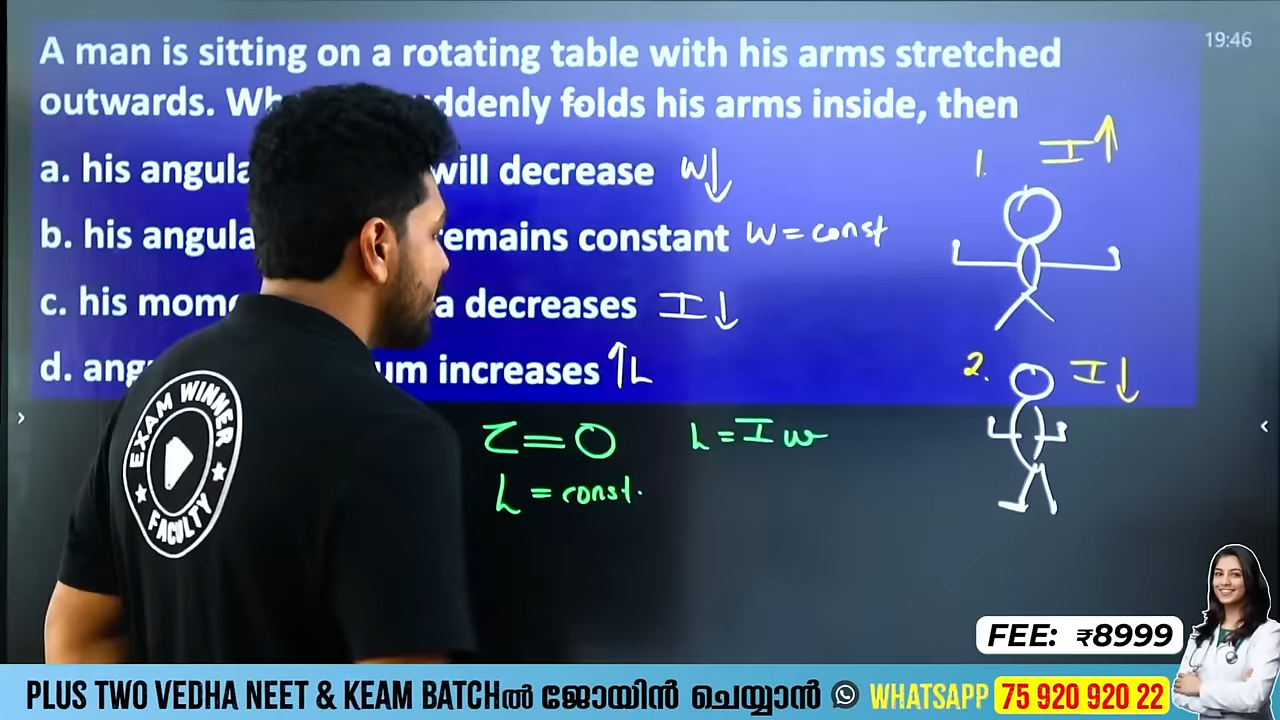 A man is sitting on a rotating table with his arms stretched
outwards. Wh uddenly folds his arms inside, then
a. his angula will decrease w↓
b. his angula remains constant w = const
c. his mome a decreases I↓
d. ang um increases ↑L
19:46
1. I↑
2. I↓
τ = 0 L = I w
L = const.
EXAM WINNER
FACULTY
FEE: ₹8999
PLUS TWO VEDHA NEET & KEAM BATCHൽ ജോയിൻ ചെയ്യാൻ WHATSAPP 75 920 920 22